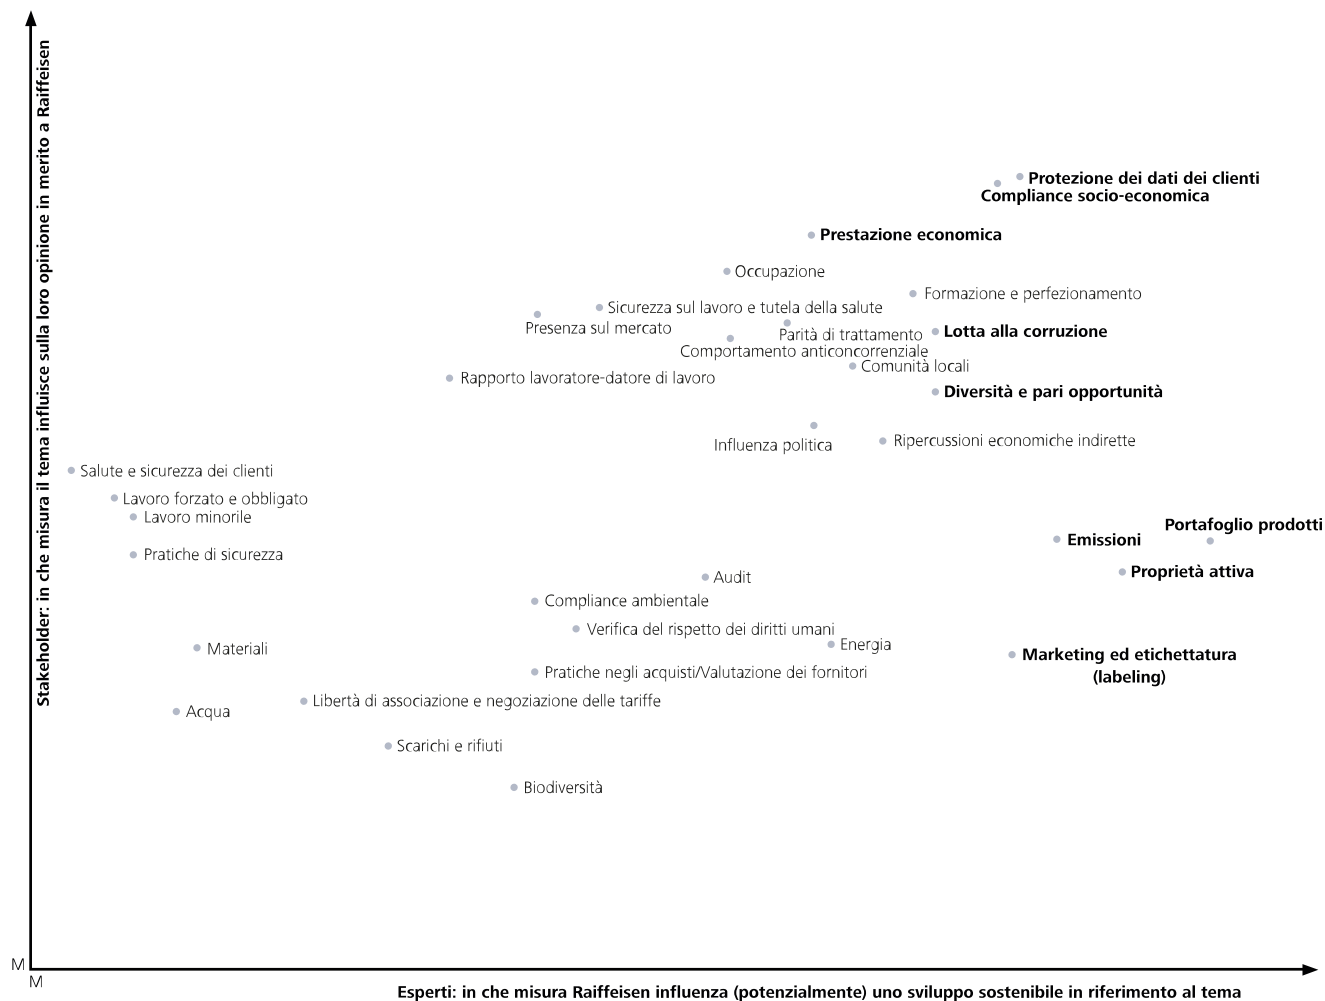 Stakeholder: in che misura il tema influisce sulla loro opinione in merito a Raiffeisen
Protezione dei dati dei clienti
Compliance socio-economica
Prestazione economica
Occupazione
Formazione e perfezionamento
Sicurezza sul lavoro e tutela della salute
Presenza sul mercato
Parità di trattamento
Lotta alla corruzione
Comportamento anticoncorrenziale
Comunità locali
Rapporto lavoratore-datore di lavoro
Diversità e pari opportunità
Influenza politica
Ripercussioni economiche indirette
Salute e sicurezza dei clienti
Lavoro forzato e obbligato
Lavoro minorile
Portafoglio prodotti
Emissioni
Pratiche di sicurezza
Proprietà attiva
Audit
Compliance ambientale
Verifica del rispetto dei diritti umani
Energia
Materiali
Marketing ed etichettatura
(labeling)
Pratiche negli acquisti/Valutazione dei fornitori
Libertà di associazione e negoziazione delle tariffe
Acqua
Scarichi e rifiuti
Biodiversità
M
M
Esperti: in che misura Raiffeisen influenza (potenzialmente) uno sviluppo sostenibile in riferimento al tema